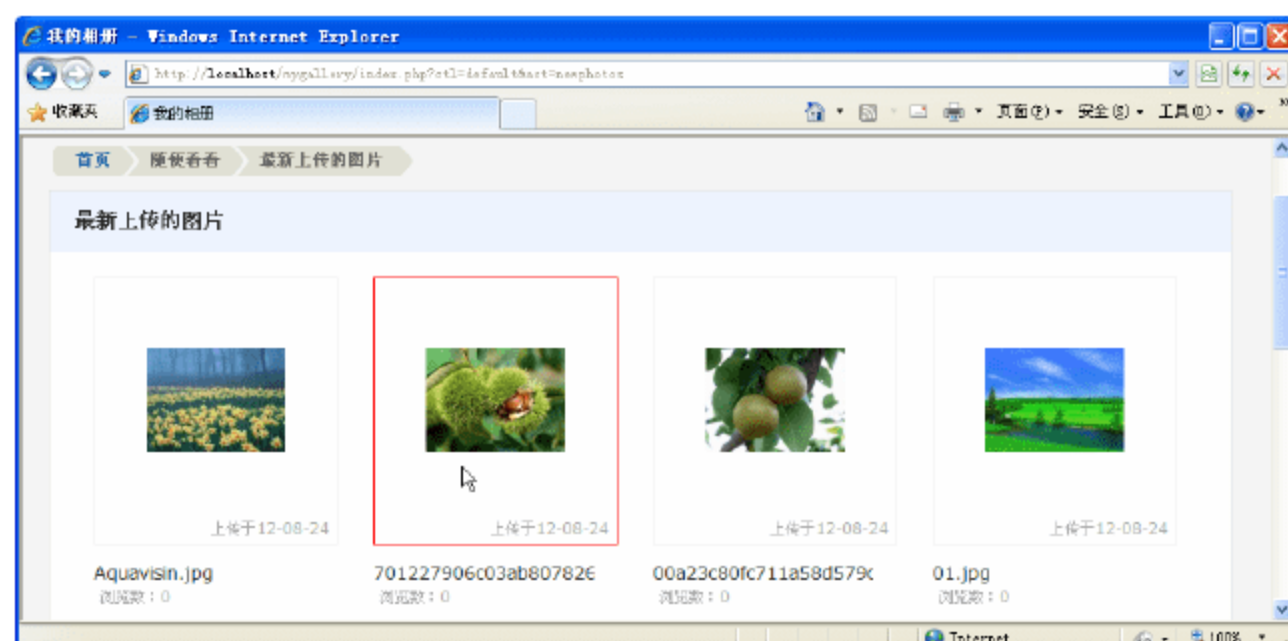 我的相册 - Windows Internet Explorer
http://localhost/mygallery/index.php?ctl=default&act=newphotos
收藏夹 我的相册 页面(P) 安全(S) 工具(O)
首页 随便看看 最新上传的图片
最新上传的图片
上传于12-08-24 上传于12-08-24 上传于12-08-24 上传于12-08-24
Aquavisin.jpg 701227906c03ab80782 00a23c80fc711a58d579 01.jpg
浏览数：0 浏览数：0 浏览数：0 浏览数：0
Internet 100%